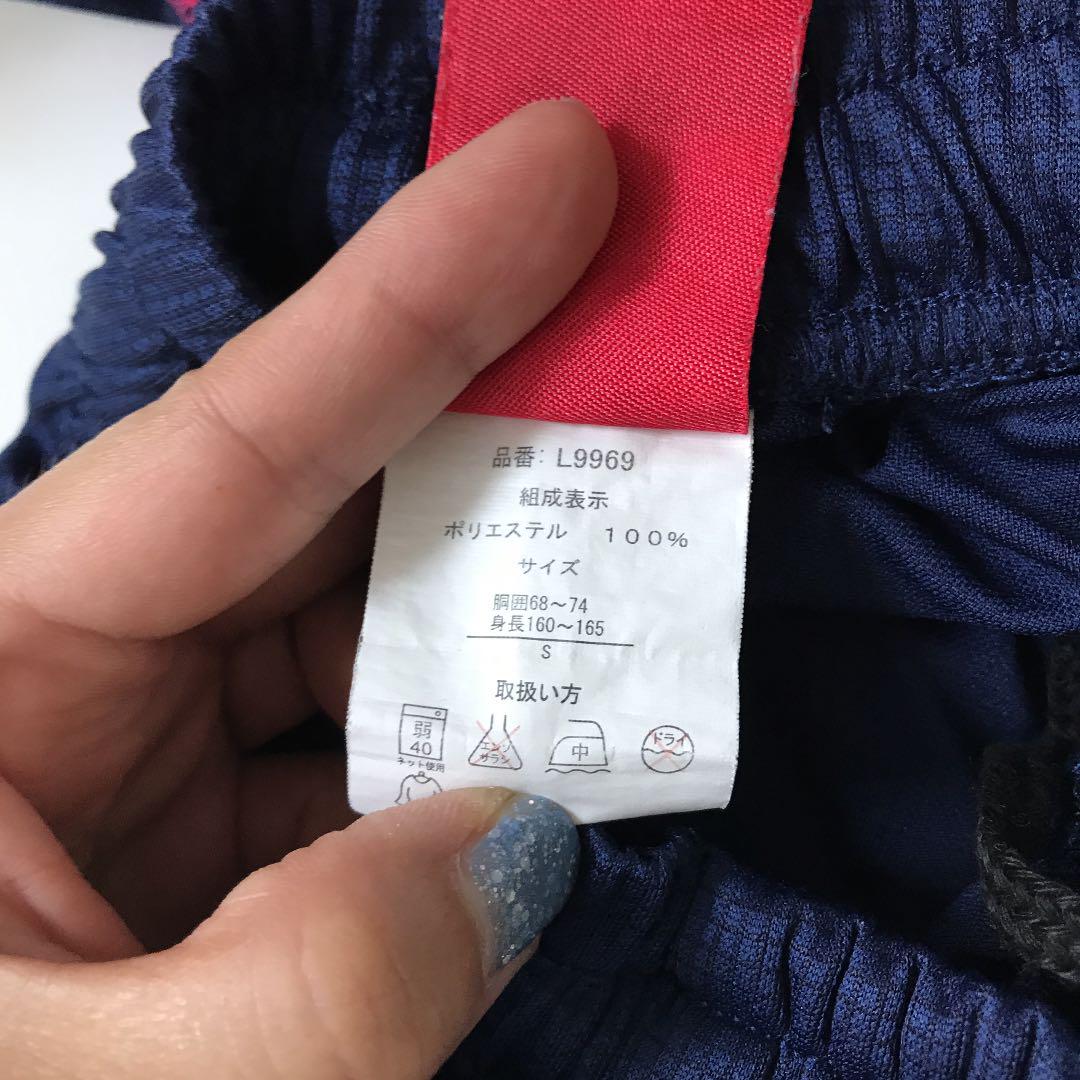 品番: L9969
組成表示
ポリエステル　１００％
サイズ
胴囲68～74
身長160～165
S
取扱い方
弱
40
ネット使用
エンソ
サラシ
中
ドライ